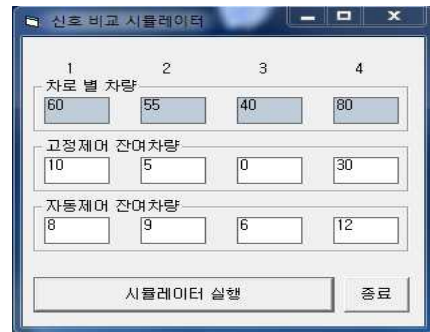 신호 비교 시뮬레이터
1 2 3 4
차로 별 차량
60 55 40 80
고정제어 잔여차량
10 5 0 30
자동제어 잔여차량
8 9 6 12
시뮬레이터 실행 종료